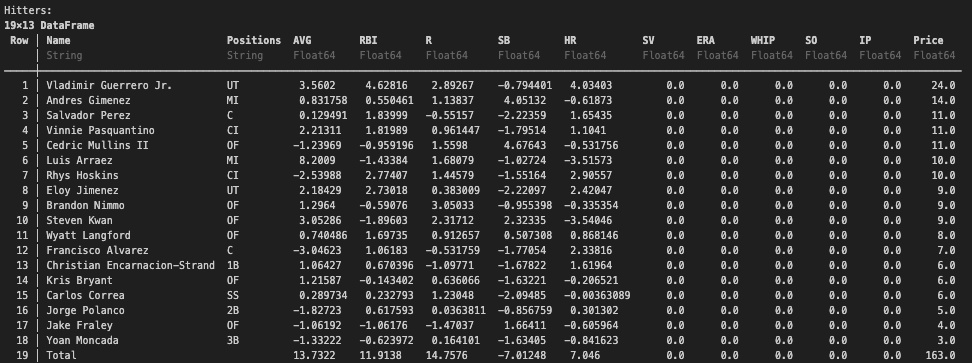 Hitters:
19×13 DataFrame
Row │ Name Positions AVG RBI R SB HR SV ERA WHIP SO IP Price
│ String String Float64 Float64 Float64 Float64 Float64 Float64 Float64 Float64 Float64 Float64 Float64
1 │ Vladimir Guerrero Jr. UT 3.5602 4.62816 2.89267 −0.794401 4.03403 0.0 0.0 0.0 0.0 0.0 24.0
2 │ Andres Gimenez MI 0.831758 0.550461 1.13837 4.05132 −0.61873 0.0 0.0 0.0 0.0 0.0 14.0
3 │ Salvador Perez C 0.129491 1.83999 −0.55157 −2.22359 1.65435 0.0 0.0 0.0 0.0 0.0 11.0
4 │ Vinnie Pasquantino CI 2.21311 1.81989 0.961447 −1.79514 1.1041 0.0 0.0 0.0 0.0 0.0 11.0
5 │ Cedric Mullins II OF −1.23969 −0.959196 1.5598 4.67643 −0.531756 0.0 0.0 0.0 0.0 0.0 11.0
6 │ Luis Arraez MI 8.2009 −1.43384 1.68079 −1.02724 −3.51573 0.0 0.0 0.0 0.0 0.0 10.0
7 │ Rhys Hoskins CI −2.53988 2.77407 1.44579 −1.55164 2.90557 0.0 0.0 0.0 0.0 0.0 10.0
8 │ Eloy Jimenez UT 2.18429 2.73018 0.383009 −2.22097 2.42047 0.0 0.0 0.0 0.0 0.0 9.0
9 │ Brandon Nimmo OF 1.2964 −0.59076 3.05033 −0.955398 −0.335354 0.0 0.0 0.0 0.0 0.0 9.0
10 │ Steven Kwan OF 3.05286 −1.89603 2.31712 2.32335 −3.54046 0.0 0.0 0.0 0.0 0.0 9.0
11 │ Wyatt Langford OF 0.740486 1.69735 0.912657 0.507308 0.868146 0.0 0.0 0.0 0.0 0.0 8.0
12 │ Francisco Alvarez C −3.04623 1.06183 −0.531759 −1.77054 2.33816 0.0 0.0 0.0 0.0 0.0 7.0
13 │ Christian Encarnacion-Strand 1B 1.06427 0.670396 −1.09771 −1.67822 1.61964 0.0 0.0 0.0 0.0 0.0 6.0
14 │ Kris Bryant OF 1.21587 −0.143402 0.636066 −1.63221 −0.206521 0.0 0.0 0.0 0.0 0.0 6.0
15 │ Carlos Correa SS 0.289734 0.232793 1.23048 −2.09485 −0.00363089 0.0 0.0 0.0 0.0 0.0 6.0
16 │ Jorge Polanco 2B −1.82723 0.617593 0.0363811 −0.856759 0.301302 0.0 0.0 0.0 0.0 0.0 5.0
17 │ Jake Fraley OF −1.06192 −1.06176 −1.47037 1.66411 −0.605964 0.0 0.0 0.0 0.0 0.0 4.0
18 │ Yoan Moncada 3B −1.33222 −0.623972 0.164101 −1.63405 −0.841623 0.0 0.0 0.0 0.0 0.0 3.0
19 │ Total 13.7322 11.9138 14.7576 −7.01248 7.046 0.0 0.0 0.0 0.0 0.0 163.0